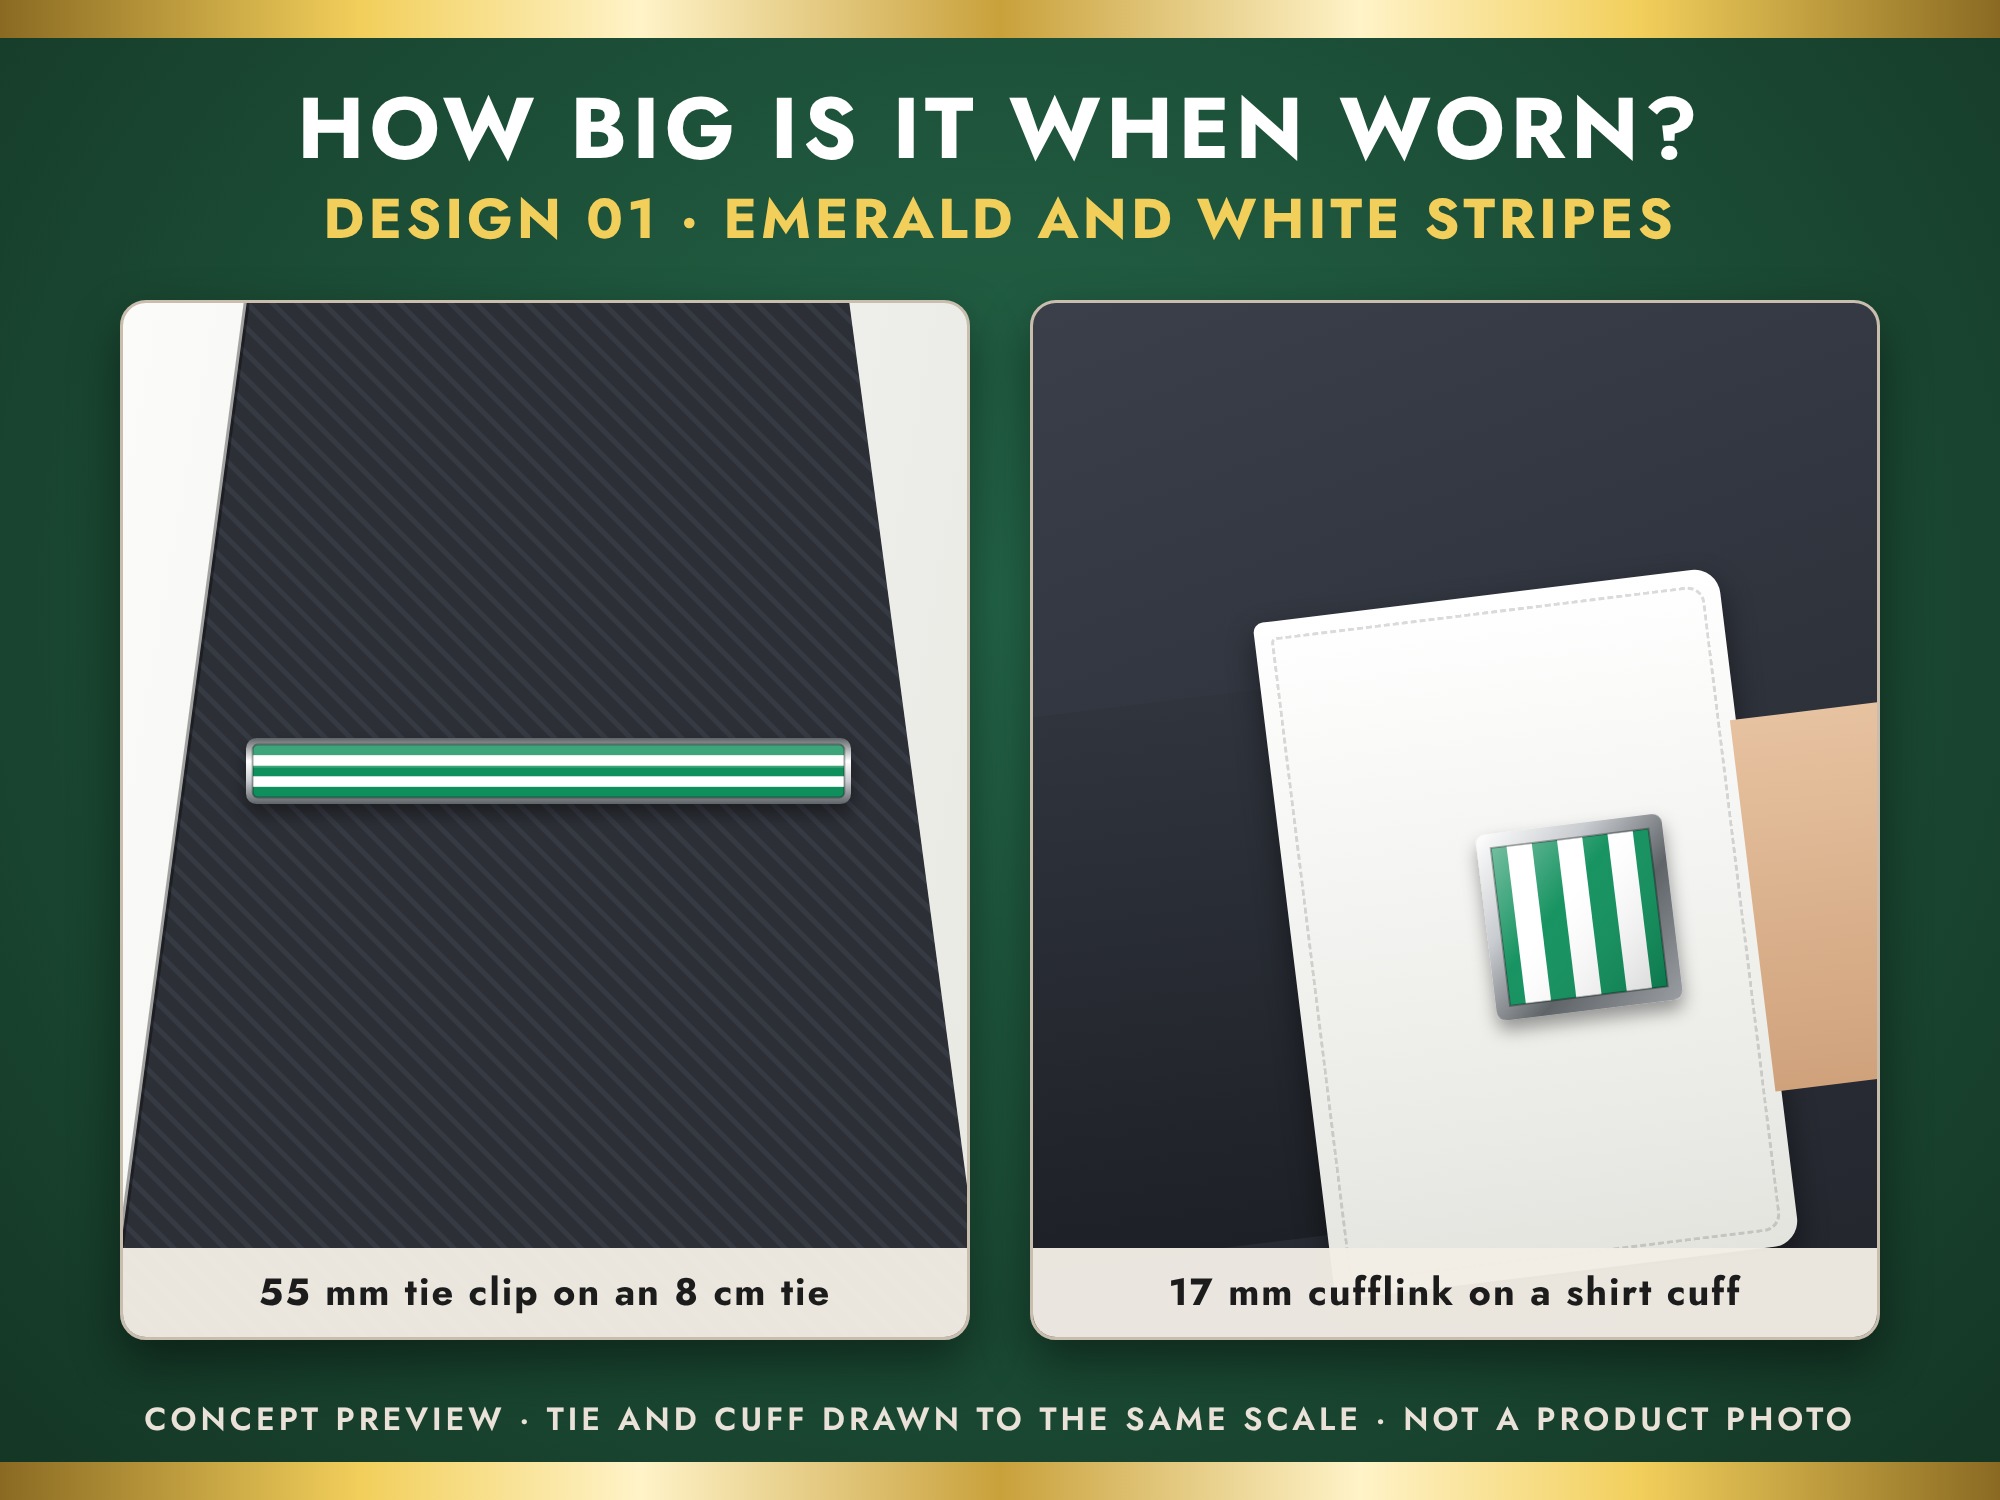 HOW BIG IS IT WHEN WORN?
DESIGN 01 · EMERALD AND WHITE STRIPES
55 mm tie clip on an 8 cm tie
17 mm cufflink on a shirt cuff
CONCEPT PREVIEW · TIE AND CUFF DRAWN TO THE SAME SCALE · NOT A PRODUCT PHOTO